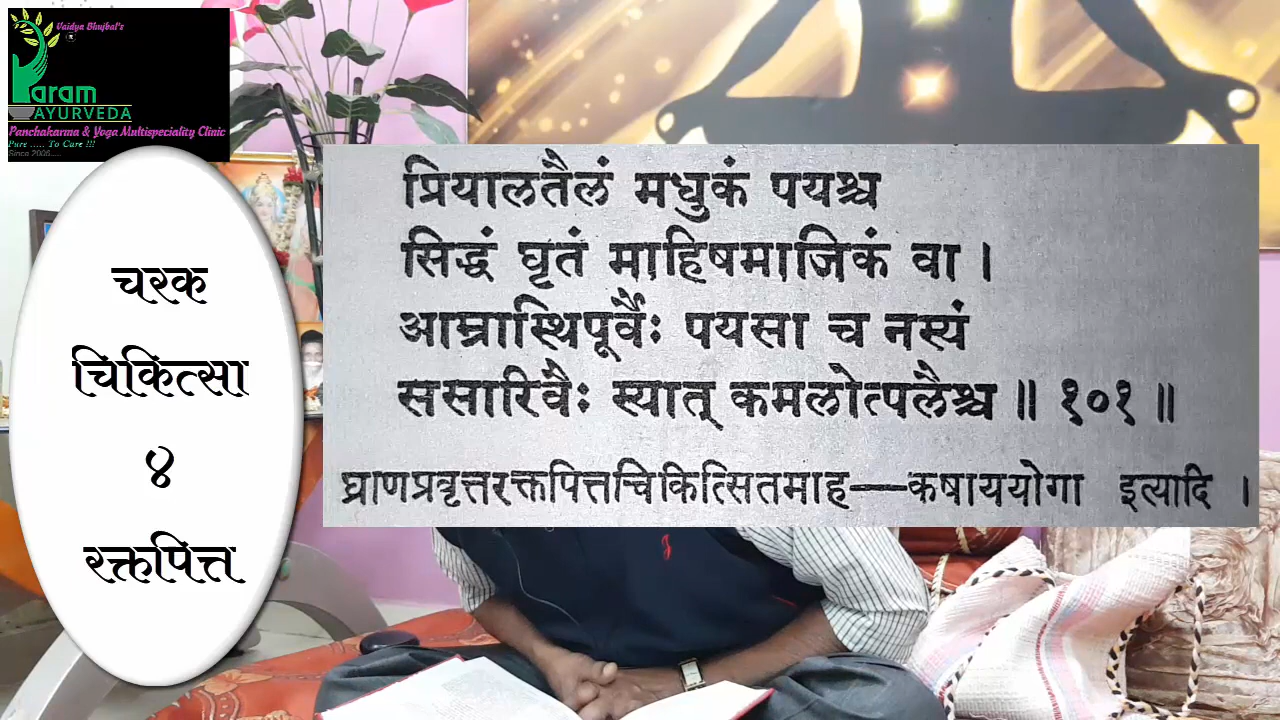 Vaidya Bhujbal's
Param
AYURVEDA
Panchakarma & Yoga Multispeciality Clinic
Pure ..... To Cure !!!
Since 2006.....
चरक
चिकित्सा
४
रक्तपित्त
प्रियालतैलं मधुकं पयश्च
सिद्धं घृतं माहिषमाजिकं वा ।
आम्रास्थिपूर्वैः पयसा च नस्यं
ससारिवैः स्यात् कमलोत्पलैश्च ॥ १०१ ॥
घ्राणप्रवृत्तरक्तपित्तचिकित्सितमाह—कषाययोगा इत्यादि ।